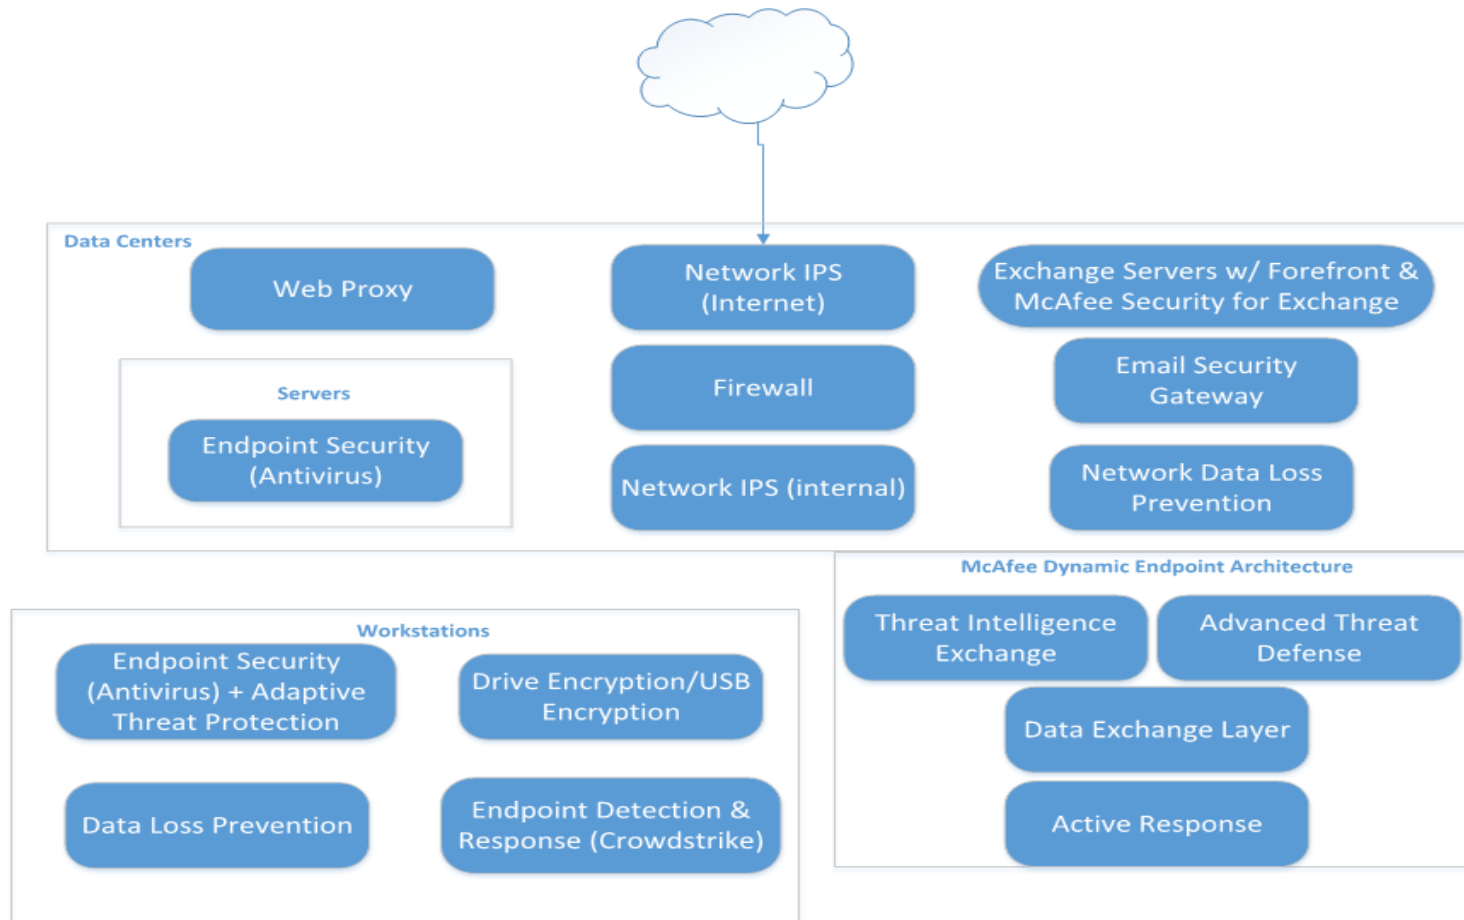 Data Centers
Web Proxy
Network IPS
(Internet)
Exchange Servers w/ Forefront &
McAfee Security for Exchange
Servers
Endpoint Security
(Antivirus)
Firewall
Email Security
Gateway
Network IPS (internal)
Network Data Loss
Prevention
McAfee Dynamic Endpoint Architecture
Threat Intelligence
Exchange
Advanced Threat
Defense
Data Exchange Layer
Active Response
Workstations
Endpoint Security
(Antivirus) + Adaptive
Threat Protection
Drive Encryption/USB
Encryption
Data Loss Prevention
Endpoint Detection &
Response (Crowdstrike)